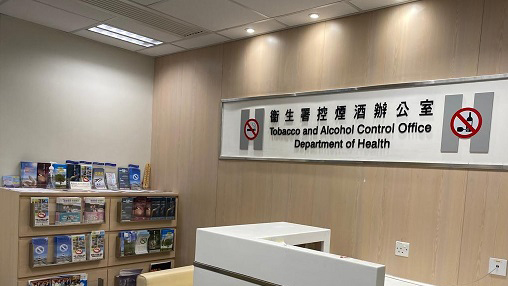 衞生署控煙酒辦公室
Tobacco and Alcohol Control Office
Department of Health